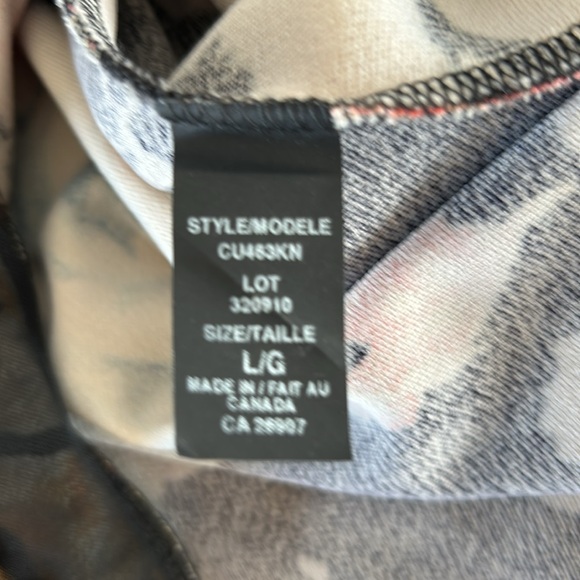 STYLE/MODELE
CU463KN
LOT
320910
SIZE/TAILLE
L/G
MADE IN / FAIT AU
CANADA
CA 26907